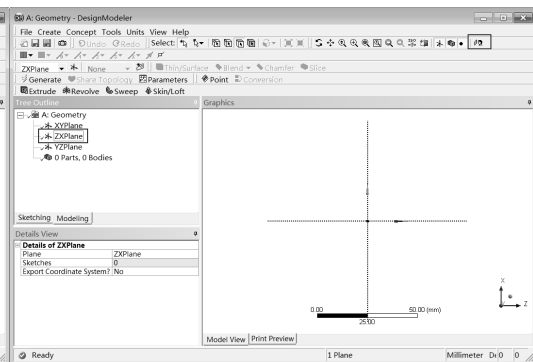 A: Geometry - DesignModeler
File Create Concept Tools Units View Help
Undo Redo Select:
ZXPlane None Thin/Surface Blend Chamfer Slice
Generate Share Topology Parameters Point Conversion
Extrude Revolve Sweep Skin/Loft
Tree Outline
A: Geometry
XYPlane
ZXPlane
YZPlane
0 Parts, 0 Bodies
Sketching Modeling
Details View
Details of ZXPlane
Plane ZXPlane
Sketches 0
Export Coordinate System? No
Graphics
X
Z
0.00 50.00 (mm)
25.00
Model View Print Preview
Ready 1 Plane Millimeter De 0 0